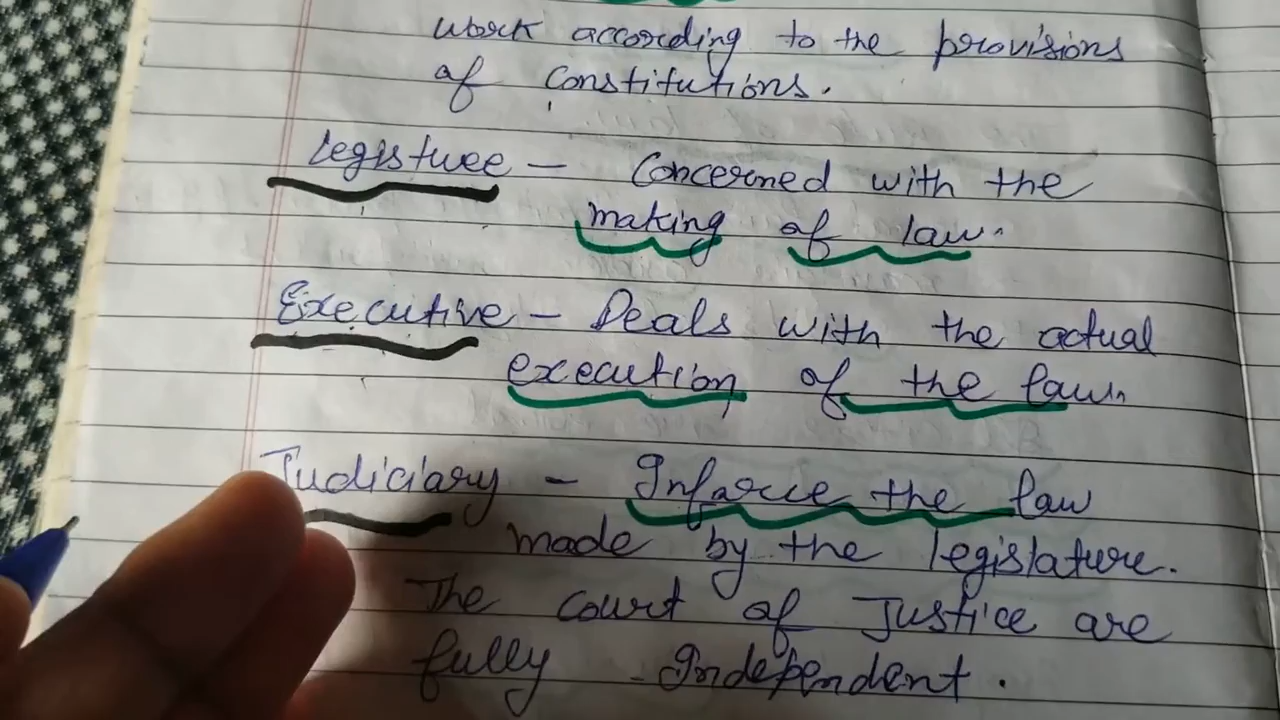 work according to the provisions
of Constitutions.
Legisture - Concerned with the
making of law.
Executive - Deals with the actual
execution of the law.
Judiciary - Inforce the law
made by the legislature.
The Court of Justice are
fully Independent.